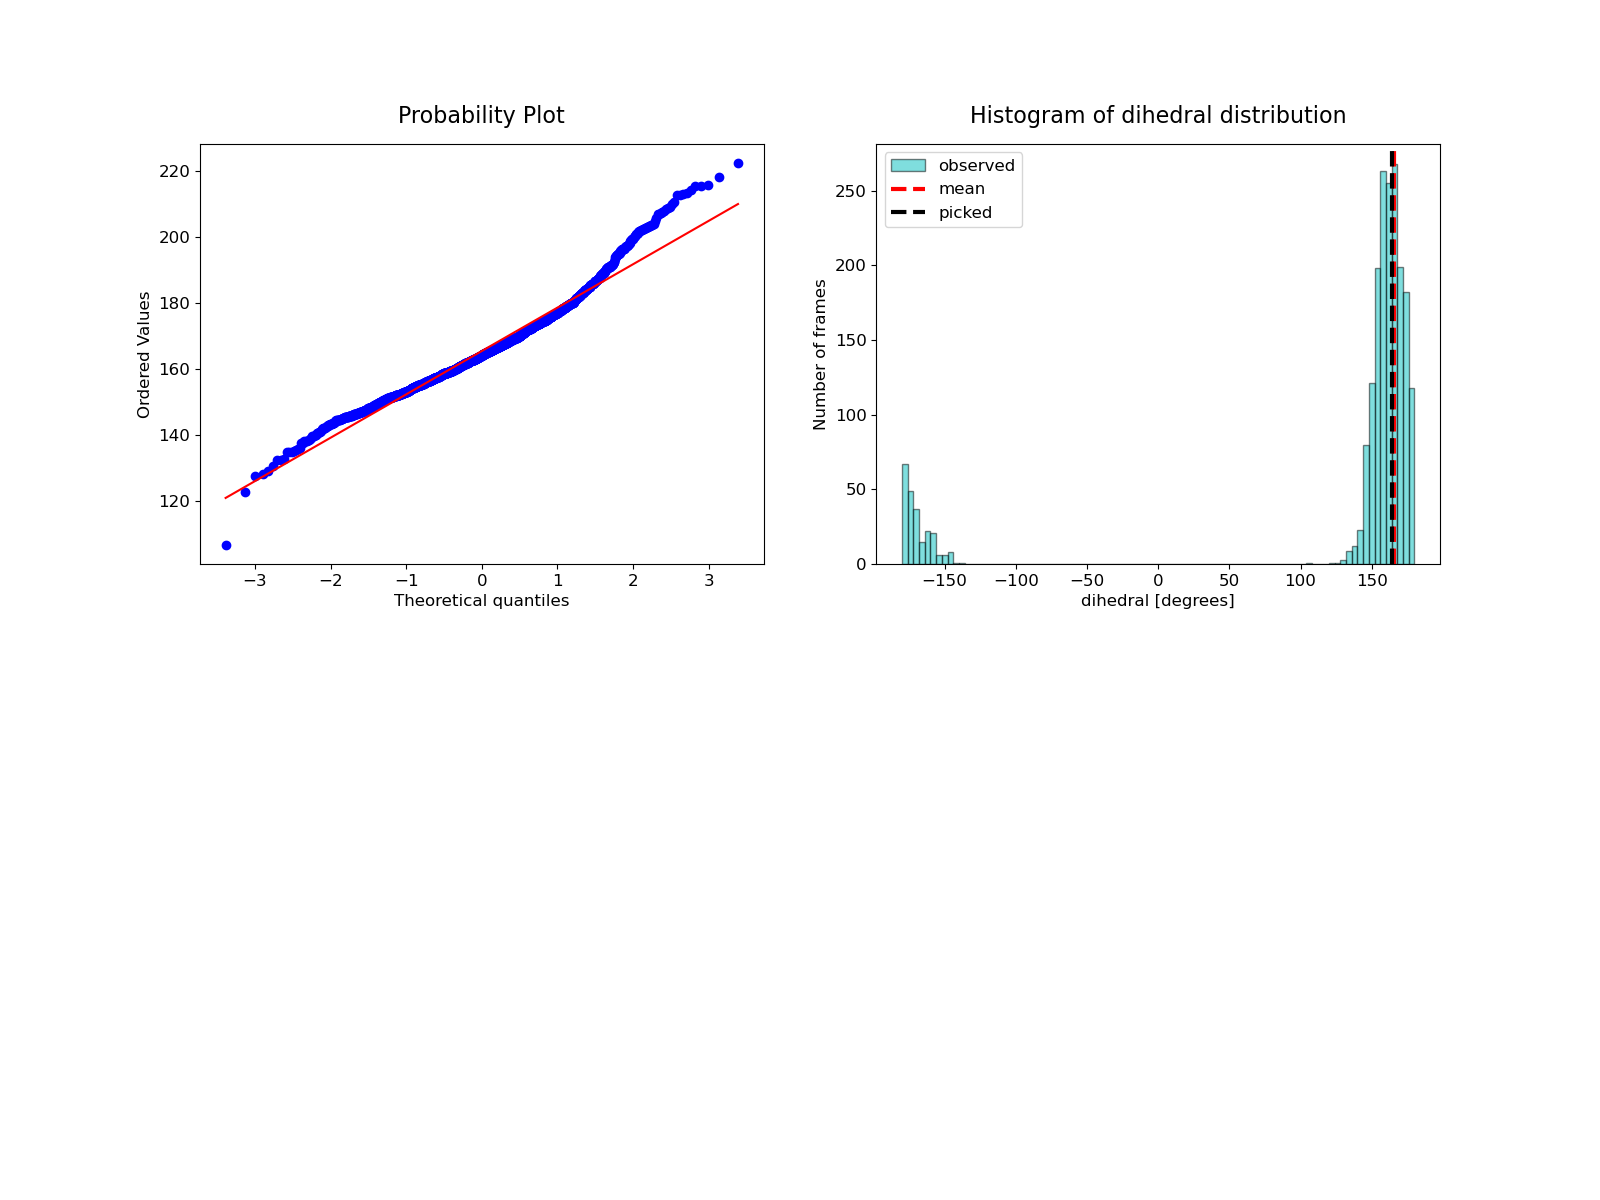 Probability Plot
Ordered Values
220
200
180
160
140
120
−3 −2 −1 0 1 2 3
Theoretical quantiles
Histogram of dihedral distribution
observed
mean
picked
Number of frames
250
200
150
100
50
0
−150 −100 −50 0 50 100 150
dihedral [degrees]